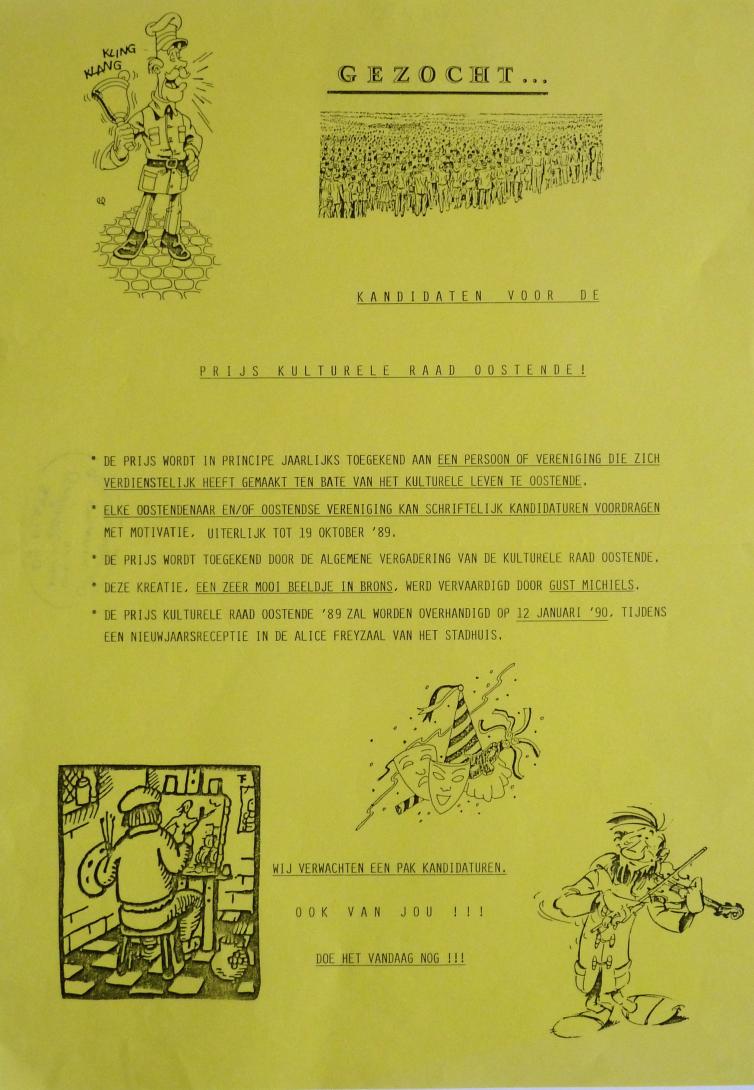 KLING
KLANG
GEZOCHT...
KANDIDATEN VOOR DE
PRIJS KULTURELE RAAD OOSTENDE!
* DE PRIJS WORDT IN PRINCIPE JAARLIJKS TOEGEKEND AAN EEN PERSOON OF VERENIGING DIE ZICH
VERDIENSTELIJK HEEFT GEMAAKT TEN BATE VAN HET KULTURELE LEVEN TE OOSTENDE.
* ELKE OOSTENDENAAR EN/OF OOSTENDSE VERENIGING KAN SCHRIFTELIJK KANDIDATUREN VOORDRAGEN
MET MOTIVATIE, UITERLIJK TOT 19 OKTOBER '89.
* DE PRIJS WORDT TOEGEKEND DOOR DE ALGEMENE VERGADERING VAN DE KULTURELE RAAD OOSTENDE.
* DEZE KREATIE, EEN ZEER MOOI BEELDJE IN BRONS, WERD VERVAARDIGD DOOR GUST MICHIELS.
* DE PRIJS KULTURELE RAAD OOSTENDE '89 ZAL WORDEN OVERHANDIGD OP 12 JANUARI '90, TIJDENS
EEN NIEUWJAARSRECEPTIE IN DE ALICE FREYZAAL VAN HET STADHUIS.
WIJ VERWACHTEN EEN PAK KANDIDATUREN.
OOK VAN JOU !!!
DOE HET VANDAAG NOG !!!